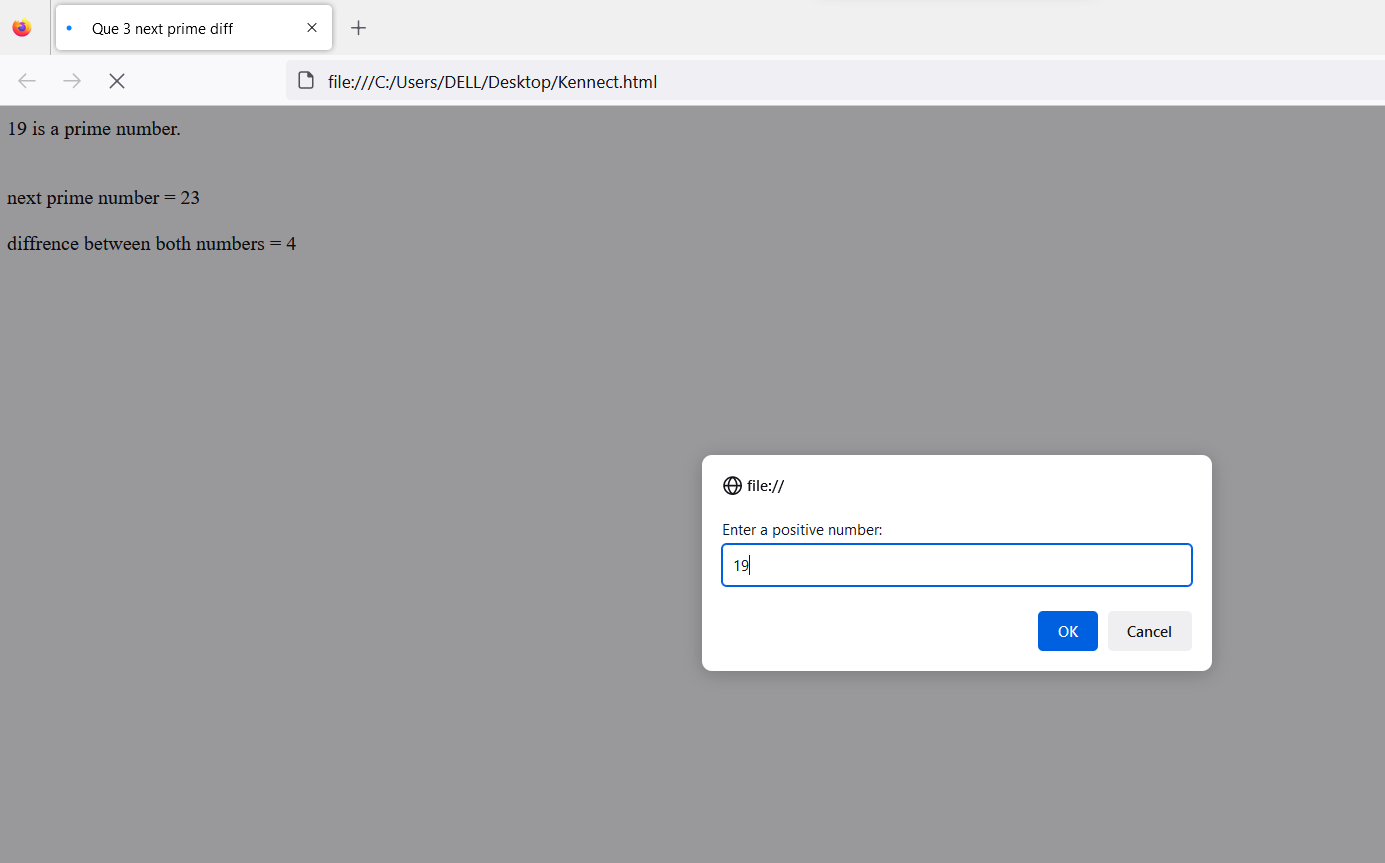 Que 3 next prime diff
file:///C:/Users/DELL/Desktop/Kennect.html
19 is a prime number.
next prime number = 23
diffrence between both numbers = 4
file://
Enter a positive number:
19
OK Cancel